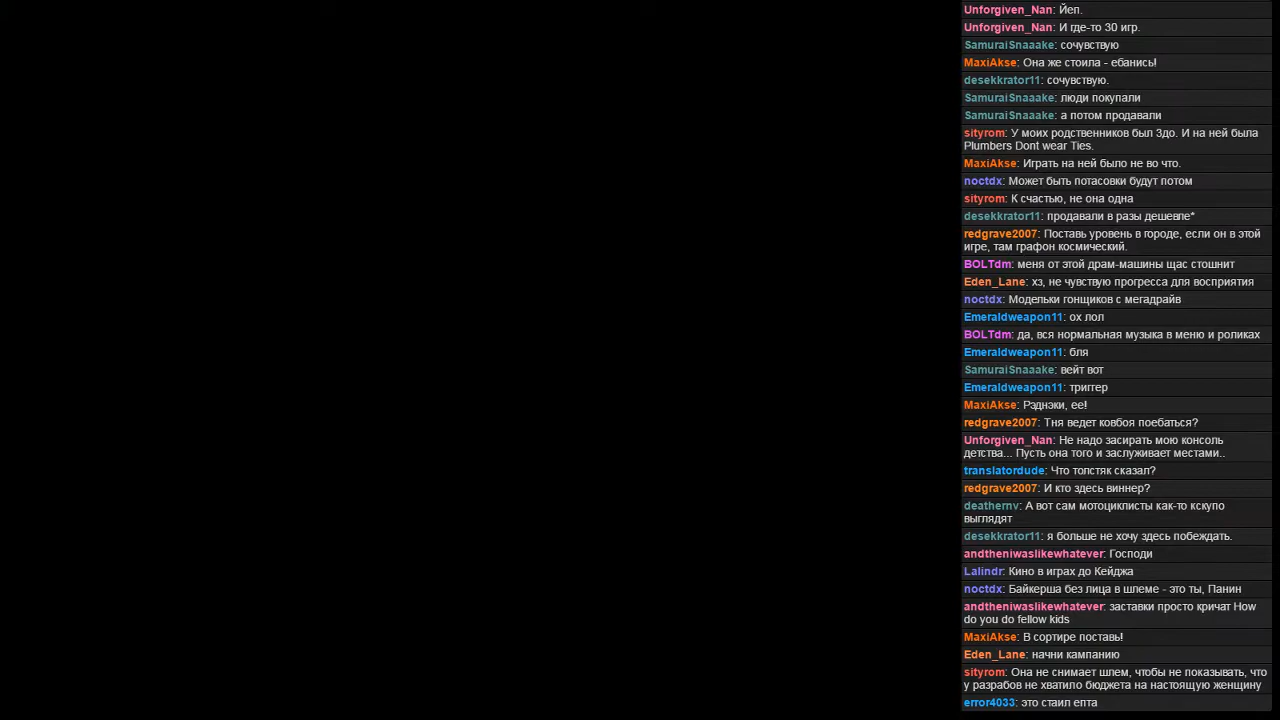 Unforgiven_Nan: Йеп.
Unforgiven_Nan: И где-то 30 игр.
SamuraiSnaaake: сочувствую
MaxiAkse: Она же стоила - ебанись!
desekkrator11: сочувствую.
SamuraiSnaaake: люди покупали
SamuraiSnaaake: а потом продавали
sityrom: У моих родственников был 3до. И на ней была
Plumbers Dont wear Ties.
MaxiAkse: Играть на ней было не во что.
noctdx: Может быть потасовки будут потом
sityrom: К счастью, не она одна
desekkrator11: продавали в разы дешевле*
redgrave2007: Поставь уровень в городе, если он в этой
игре, там графон космический.
BOLTdm: меня от этой драм-машины щас стошнит
Eden_Lane: хз, не чувствую прогресса для восприятия
noctdx: Модельки гонщиков с мегадрайв
Emeraldweapon11: ох лол
BOLTdm: да, вся нормальная музыка в меню и роликах
Emeraldweapon11: бля
SamuraiSnaaake: вейт вот
Emeraldweapon11: триггер
MaxiAkse: Рэднэки, ее!
redgrave2007: Тня ведет ковбоя поебаться?
Unforgiven_Nan: Не надо засирать мою консоль
детства... Пусть она того и заслуживает местами..
translatordude: Что толстяк сказал?
redgrave2007: И кто здесь виннер?
deathernv: А вот сам мотоциклисты как-то кскупо
выглядят
desekkrator11: я больше не хочу здесь побеждать.
andtheniwaslikewhatever: Господи
Lalindr: Кино в играх до Кейджа
noctdx: Байкерша без лица в шлеме - это ты, Панин
andtheniwaslikewhatever: заставки просто кричат How
do you do fellow kids
MaxiAkse: В сортире поставь!
Eden_Lane: начни кампанию
sityrom: Она не снимает шлем, чтобы не показывать, что
у разрабов не хватило бюджета на настоящую женщину
error4033: это стаил епта